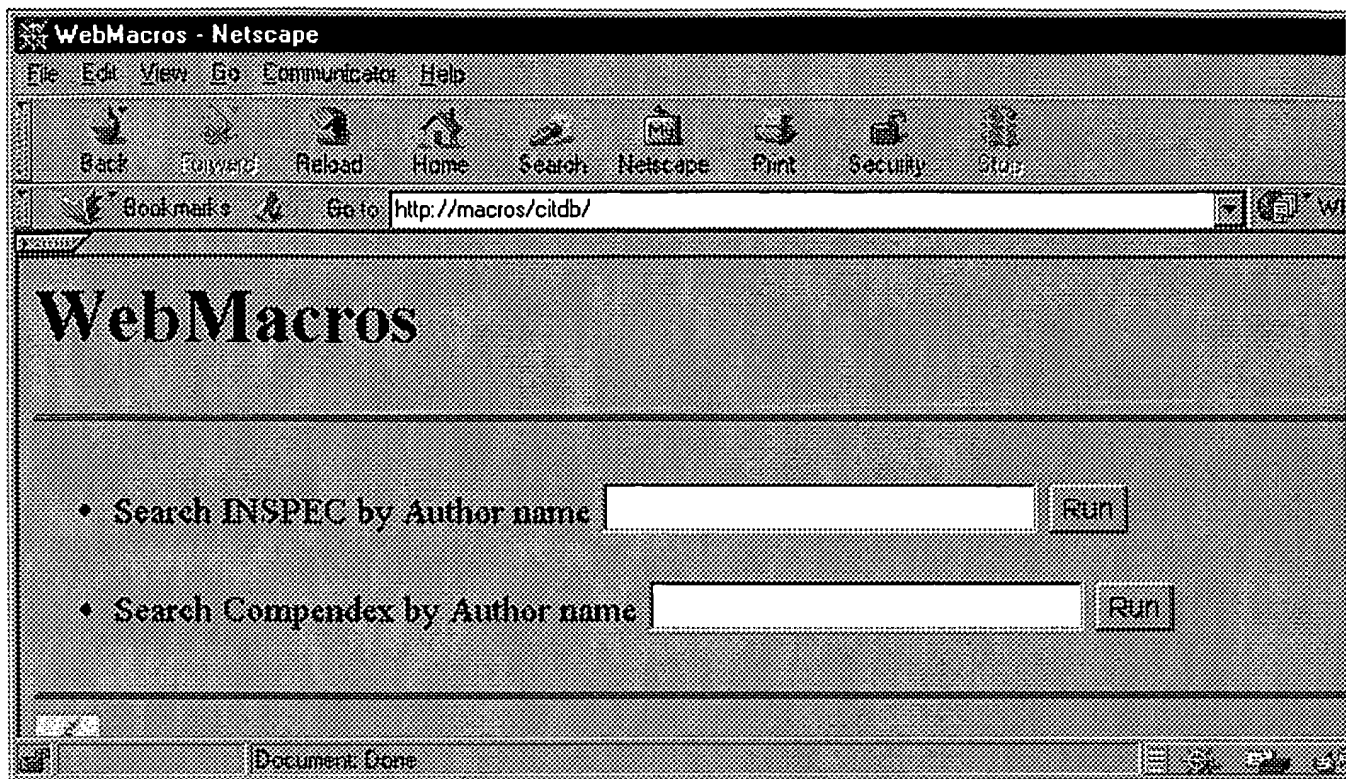 WebMacros - Netscape
File Edit View Go Communicator Help
Back Forward Reload Home Search Netscape Print Security Stop
Bookmarks Go to http://macros/citdb/
WebMacros
• Search INSPEC by Author name Run
• Search Compendex by Author name Run
Document: Done